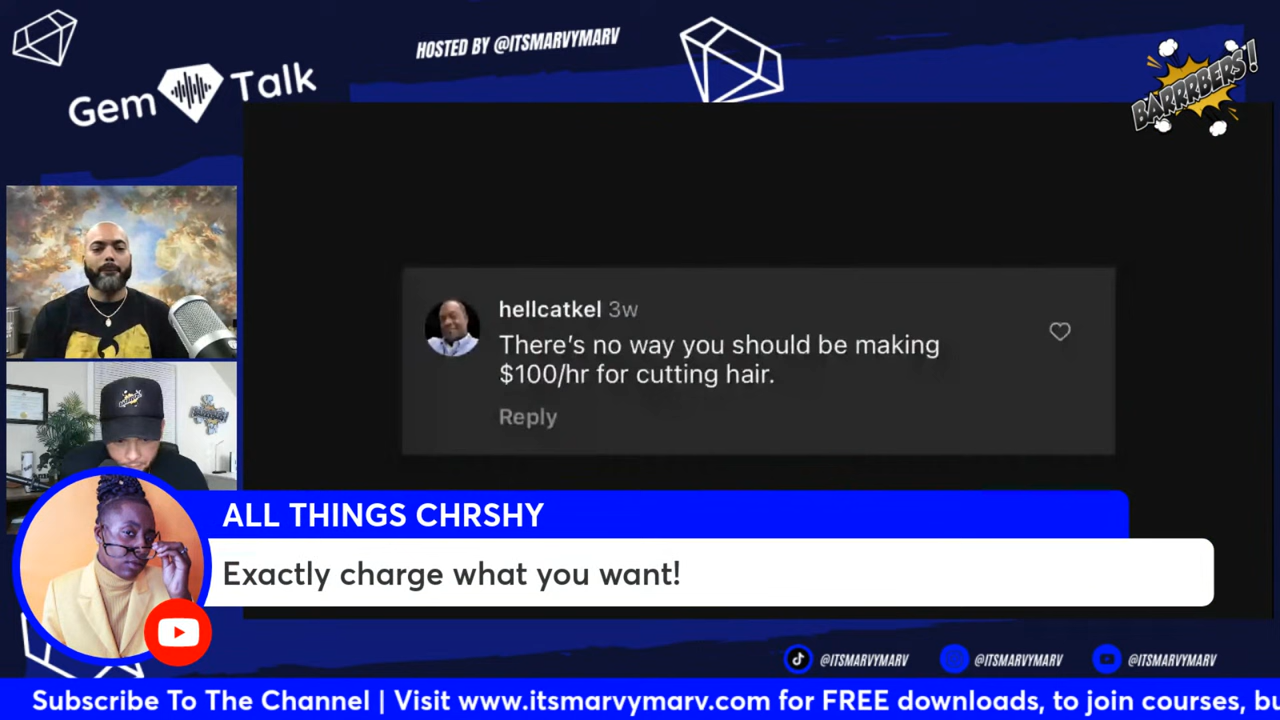 HOSTED BY @ITSMARVYMARV
Gem Talk
BARRRBERS!
hellcatkel 3w
There's no way you should be making
$100/hr for cutting hair.
Reply
ALL THINGS CHRSHY
Exactly charge what you want!
@ITSMARVYMARV @ITSMARVYMARV @ITSMARVYMARV
Subscribe To The Channel | Visit www.itsmarvymarv.com for FREE downloads, to join courses, bu